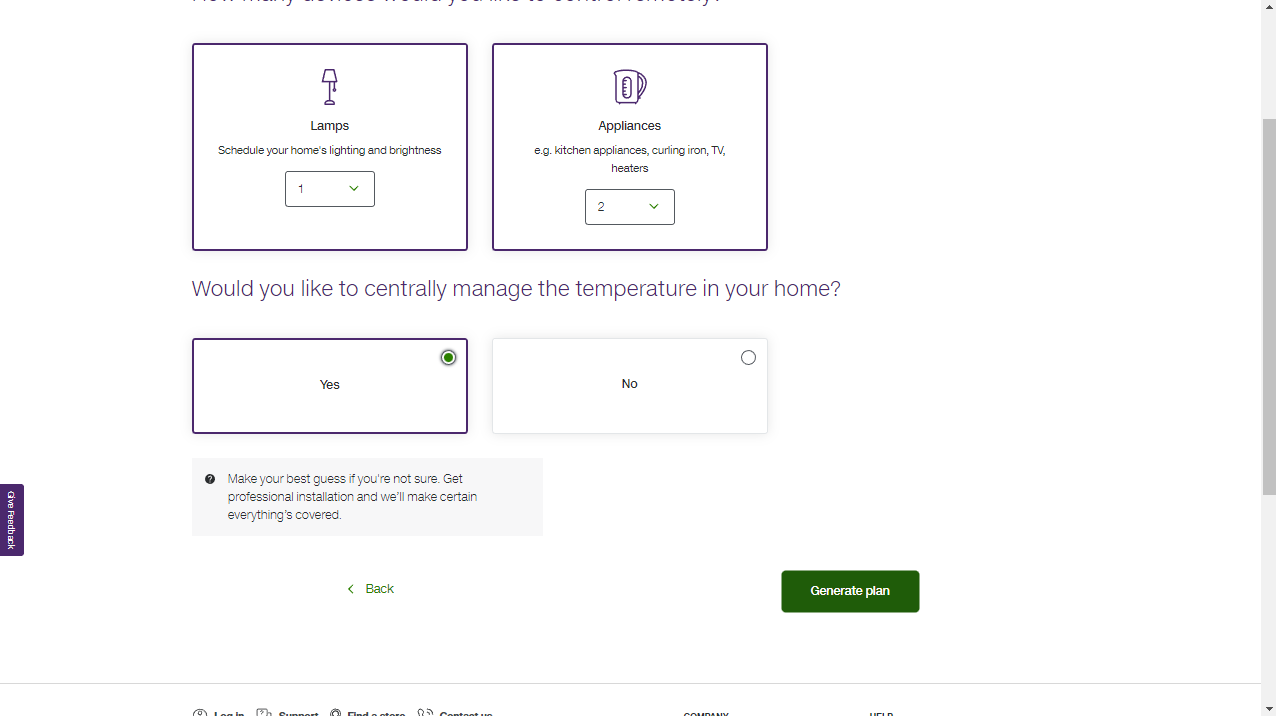 How many devices would you like to control remotely?
Lamps
Schedule your home's lighting and brightness
1
Appliances
e.g. kitchen appliances, curling iron, TV,
heaters
2
Would you like to centrally manage the temperature in your home?
Yes
No
Make your best guess if you're not sure. Get
professional installation and we'll make certain
everything's covered.
Give Feedback
Back
Generate plan
Log in
Support
Find a store
Contact us
COMPANY
HELP